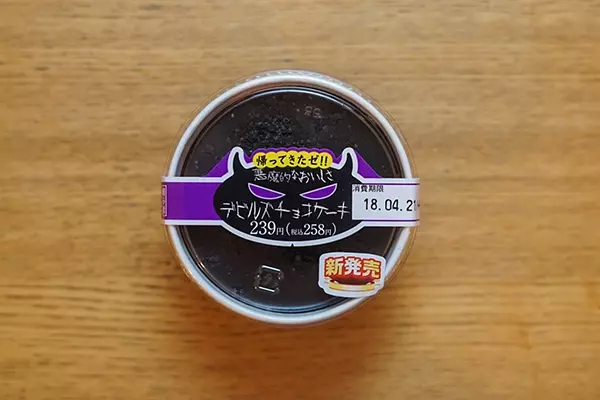 帰ってきたゼ!!
悪魔的なおいしさ
デビルズチョコケーキ
239円(税込258円)
消費期限
18.04.21
新発売